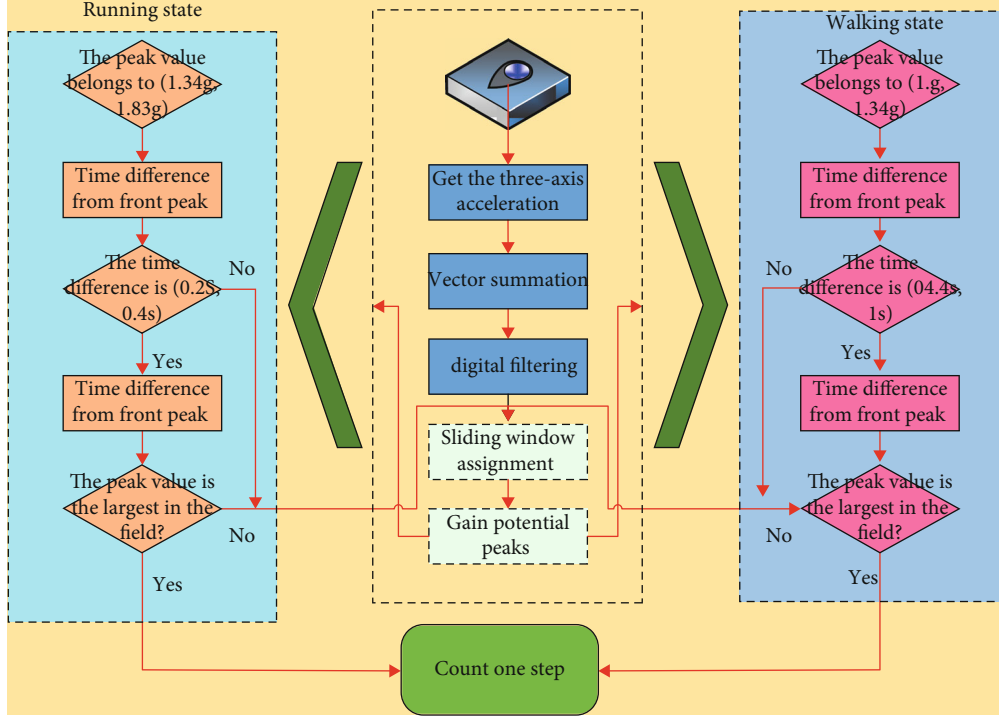 Running state
The peak value
belongs to (1.34g,
1.83g)
Time difference
from front peak
The time
difference is (0.2S,
0.4s)
No
Yes
Time difference
from front peak
The peak value is
the largest in the
field?
No
Yes
Get the three-axis
acceleration
Vector summation
digital filtering
Sliding window
assignment
Gain potential
peaks
Walking state
The peak value
belongs to (1.g,
1.34g)
Time difference
from front peak
The time
difference is (04.4s,
1s)
No
Yes
Time difference
from front peak
The peak value is
the largest in the
field?
No
Yes
Count one step